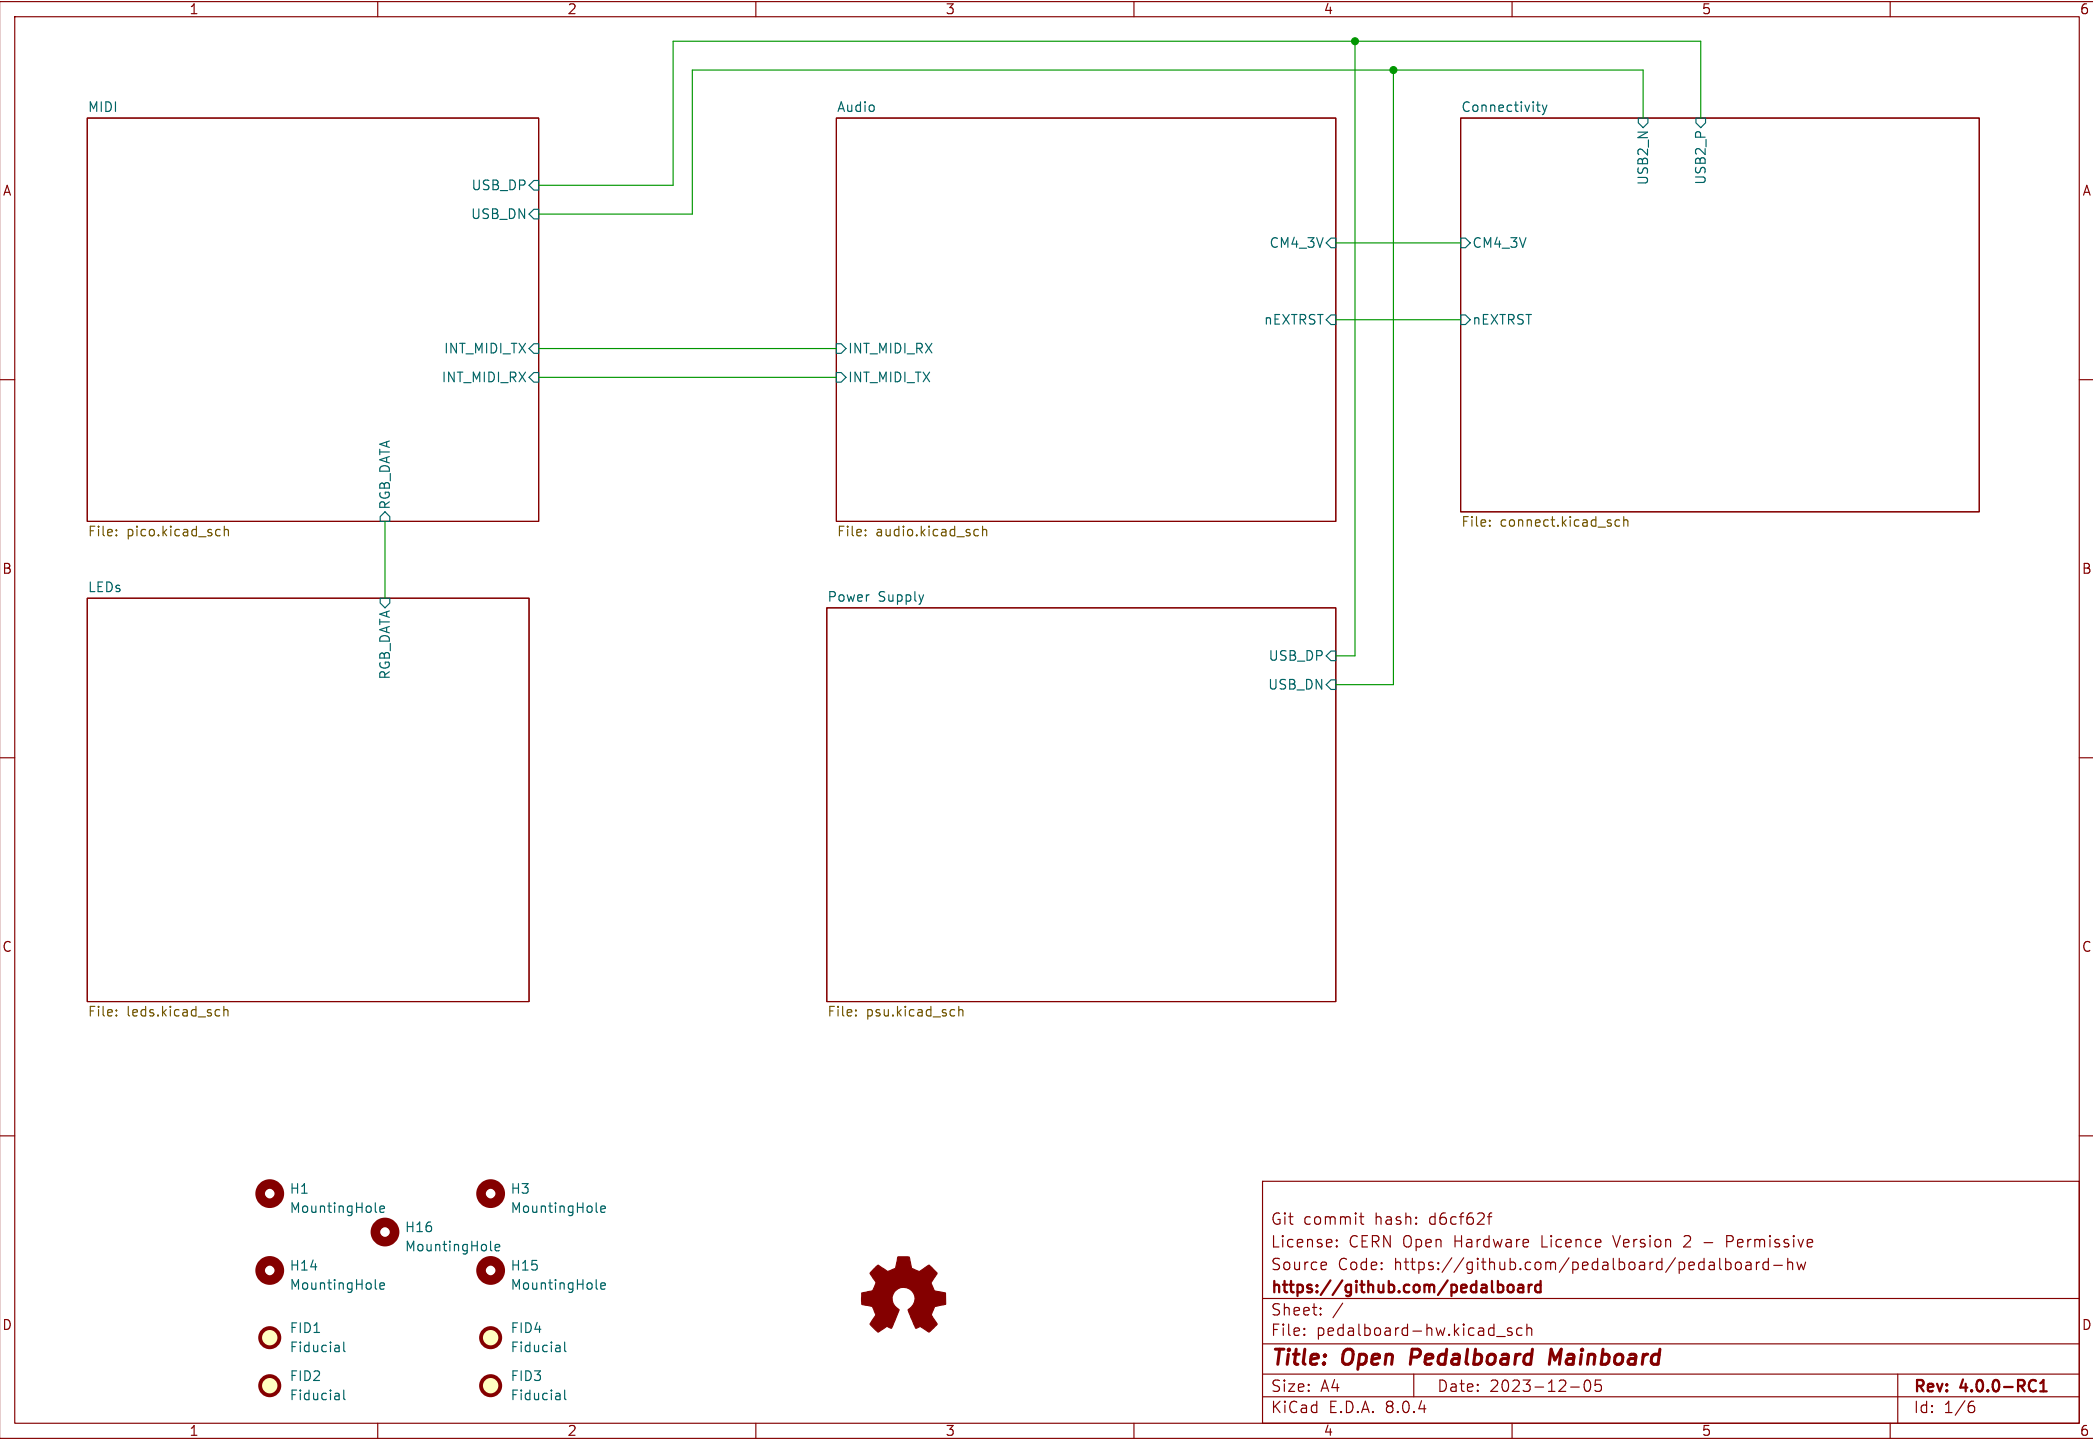 1 2 3 4 5 6
MIDI
USB_DP
USB_DN
INT_MIDI_TX
INT_MIDI_RX
RGB_DATA
File: pico.kicad_sch
Audio
CM4_3V
nEXTRST
INT_MIDI_RX
INT_MIDI_TX
File: audio.kicad_sch
Connectivity
USB2_N
USB2_P
CM4_3V
nEXTRST
File: connect.kicad_sch
A
A
B
B
LEDs
RGB_DATA
File: leds.kicad_sch
Power Supply
USB_DP
USB_DN
File: psu.kicad_sch
C
C
H1
MountingHole
H3
MountingHole
H16
MountingHole
H14
MountingHole
H15
MountingHole
FID1
Fiducial
FID4
Fiducial
FID2
Fiducial
FID3
Fiducial
Git commit hash: d6cf62f
License: CERN Open Hardware Licence Version 2 - Permissive
Source Code: https://github.com/pedalboard/pedalboard-hw
https://github.com/pedalboard
Sheet: /
File: pedalboard-hw.kicad_sch
Title: Open Pedalboard Mainboard
Size: A4
Date: 2023-12-05
Rev: 4.0.0-RC1
KiCad E.D.A. 8.0.4
Id: 1/6
D
D
1 2 3 4 5 6